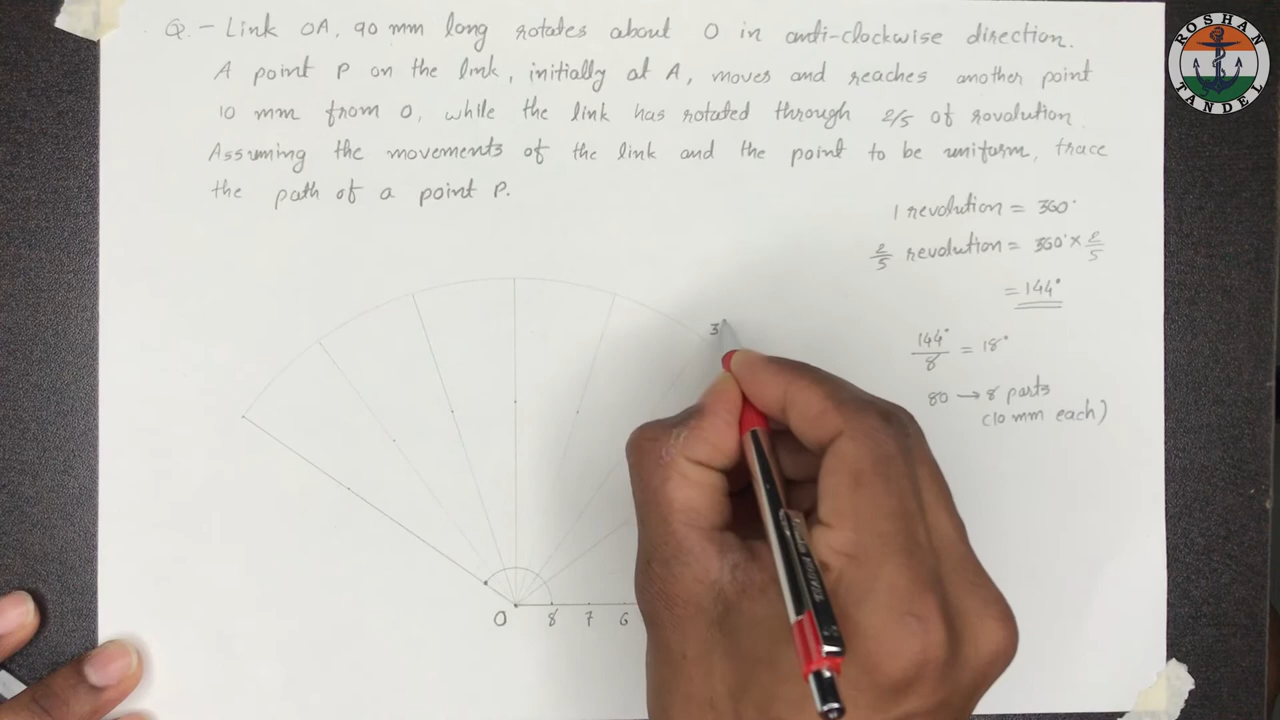 Q. - Link OA, 90 mm long rotates about O in anti-clockwise direction.
A point P on the link, initially at A, moves and reaches another point
10 mm from O, while the link has rotated through 2/5 of rovolution.
Assuming the movements of the link and the point to be uniform, trace
the path of a point P.
1 revolution = 360°
2/5 revolution = 360° × 2/5
= 144°
144°/8 = 18°
80 → 8 parts
(10 mm each)
3
O 8 7 6
ROSHAN
TANDEL